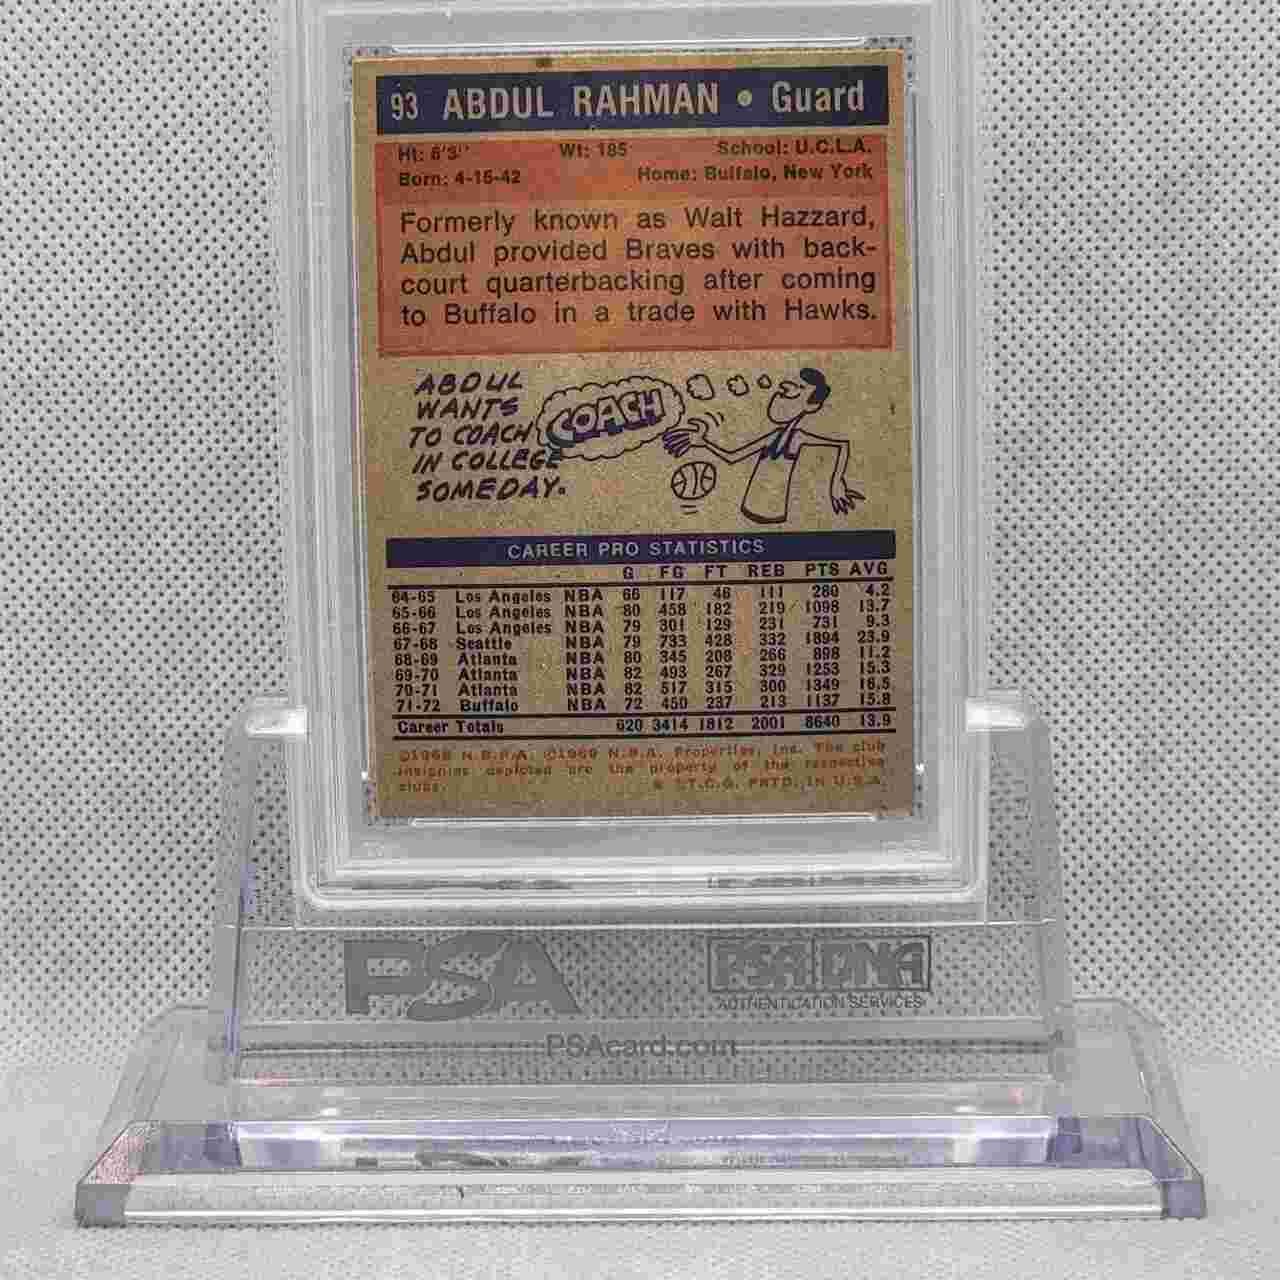 93 ABDUL RAHMAN • Guard
Ht: 6'3" Wt: 185 School: U.C.L.A.
Born: 4-15-42 Home: Buffalo, New York
Formerly known as Walt Hazzard,
Abdul provided Braves with back-
court quarterbacking after coming
to Buffalo in a trade with Hawks.
ABDUL
WANTS
TO COACH
IN COLLEGE
SOMEDAY.
COACH
CAREER PRO STATISTICS
G FG FT REB PTS AVG
64-65 Los Angeles NBA 66 117 46 111 280 4.2
65-66 Los Angeles NBA 80 458 182 219 1098 13.7
66-67 Los Angeles NBA 79 301 129 231 731 9.3
67-68 Seattle NBA 79 733 428 332 1894 23.9
68-69 Atlanta NBA 80 345 208 266 898 11.2
69-70 Atlanta NBA 82 493 267 329 1253 15.3
70-71 Atlanta NBA 82 517 315 300 1349 16.5
71-72 Buffalo NBA 72 450 237 213 1137 15.8
Career Totals 620 3414 1812 2001 8640 13.9
©1968 N.B.P.A. ©1969 N.B.A. Properties, Inc. The club
insignias depicted are the property of the respective
clubs. © T.C.G. PRTD. IN U.S.A.
PSA PSA/DNA
AUTHENTICATION SERVICES
PSAcard.com